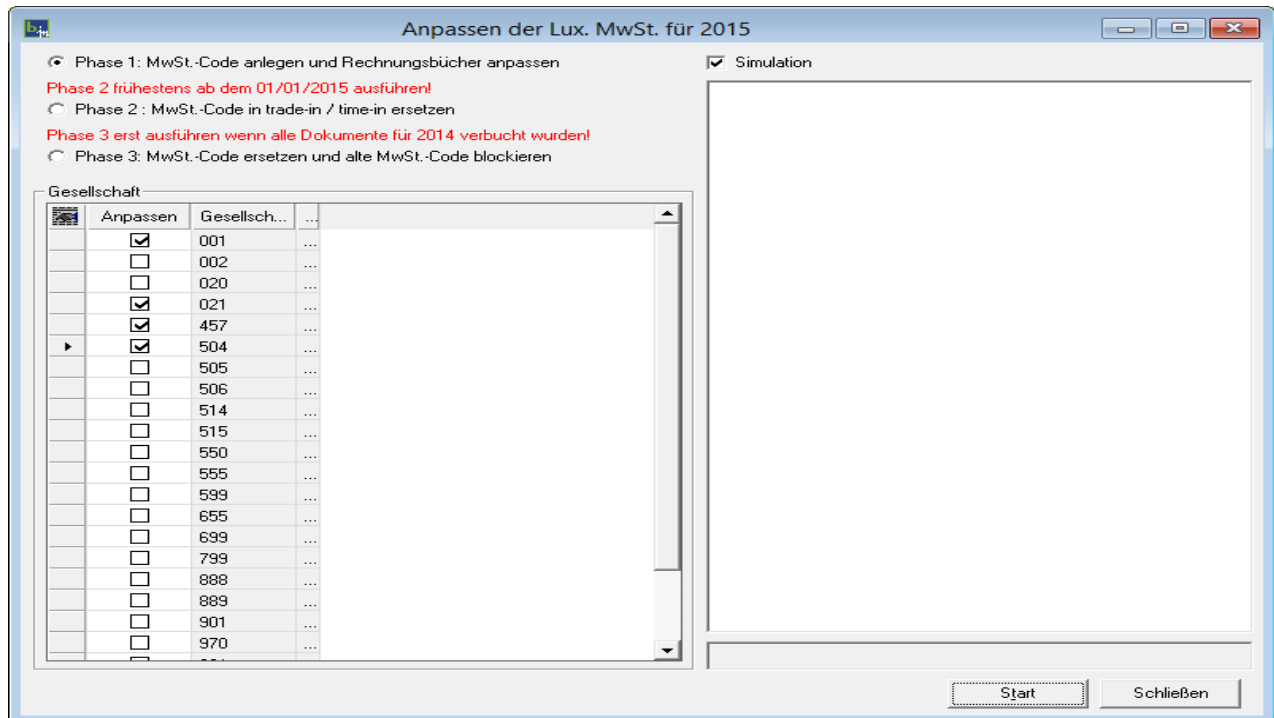 Anpassen der Lux. MwSt. für 2015
Phase 1: MwSt.-Code anlegen und Rechnungsbücher anpassen
Simulation
Phase 2 frühestens ab dem 01/01/2015 ausführen!
Phase 2 : MwSt.-Code in trade-in / time-in ersetzen
Phase 3 erst ausführen wenn alle Dokumente für 2014 verbucht wurden!
Phase 3: MwSt.-Code ersetzen und alte MwSt.-Code blockieren
Gesellschaft
Anpassen Gesellsch... ...
001 ...
002 ...
020 ...
021 ...
457 ...
504 ...
505 ...
506 ...
514 ...
515 ...
550 ...
555 ...
599 ...
655 ...
699 ...
799 ...
888 ...
889 ...
901 ...
970 ...
Start Schließen